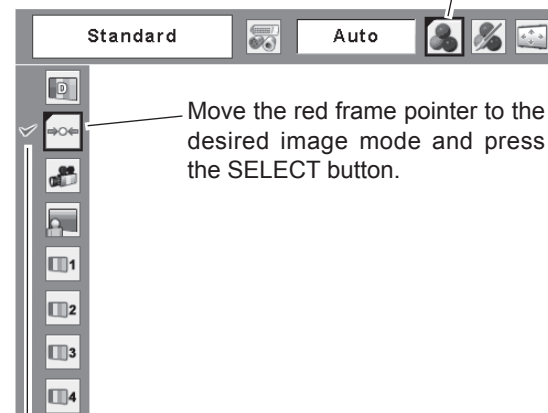 Standard
Auto
D
Move the red frame pointer to the
desired image mode and press
the SELECT button.
1
2
3
4